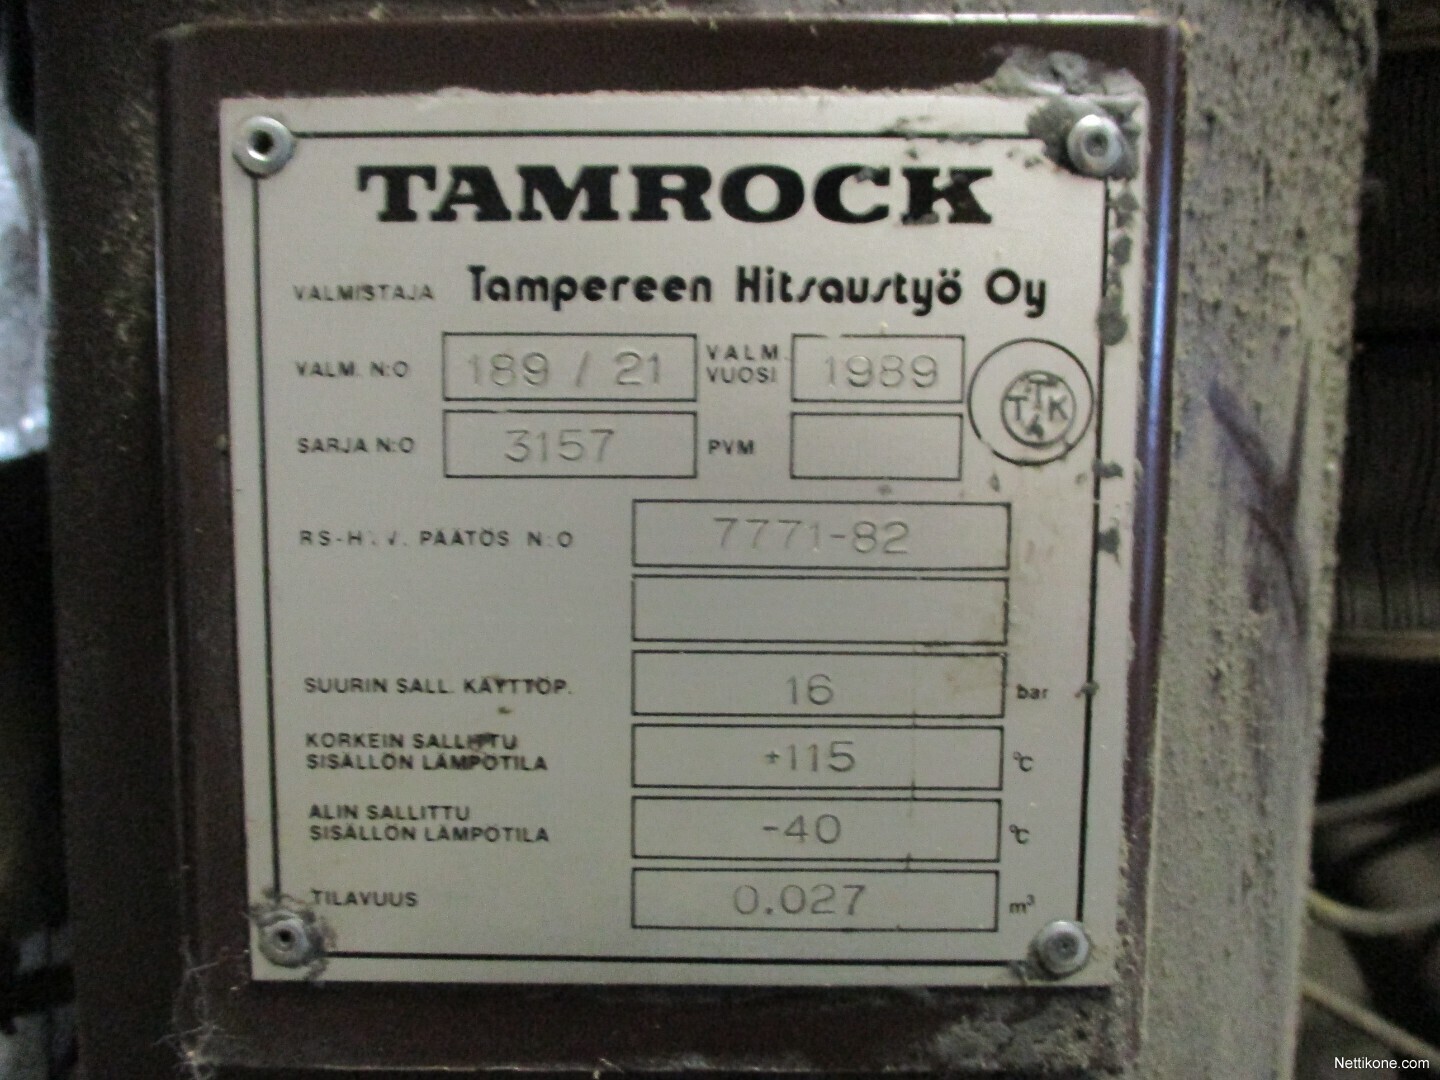 TAMROCK
VALMISTAJA Tampereen Hitsaustyö Oy
VALM. N:O 189 / 21 VALM. VUOSI 1989
SARJA N:O 3157 PVM
TTKA
PÄÄTÖS N:O 7771-82
SUURIN SALL. KÄYTTÖP. 16 bar
KORKEIN SALLITTU
SISÄLLÖN LÄMPÖTILA +115 °C
ALIN SALLITTU
SISÄLLÖN LÄMPÖTILA -40 °C
TILAVUUS 0.027 m³
Nettikone.com